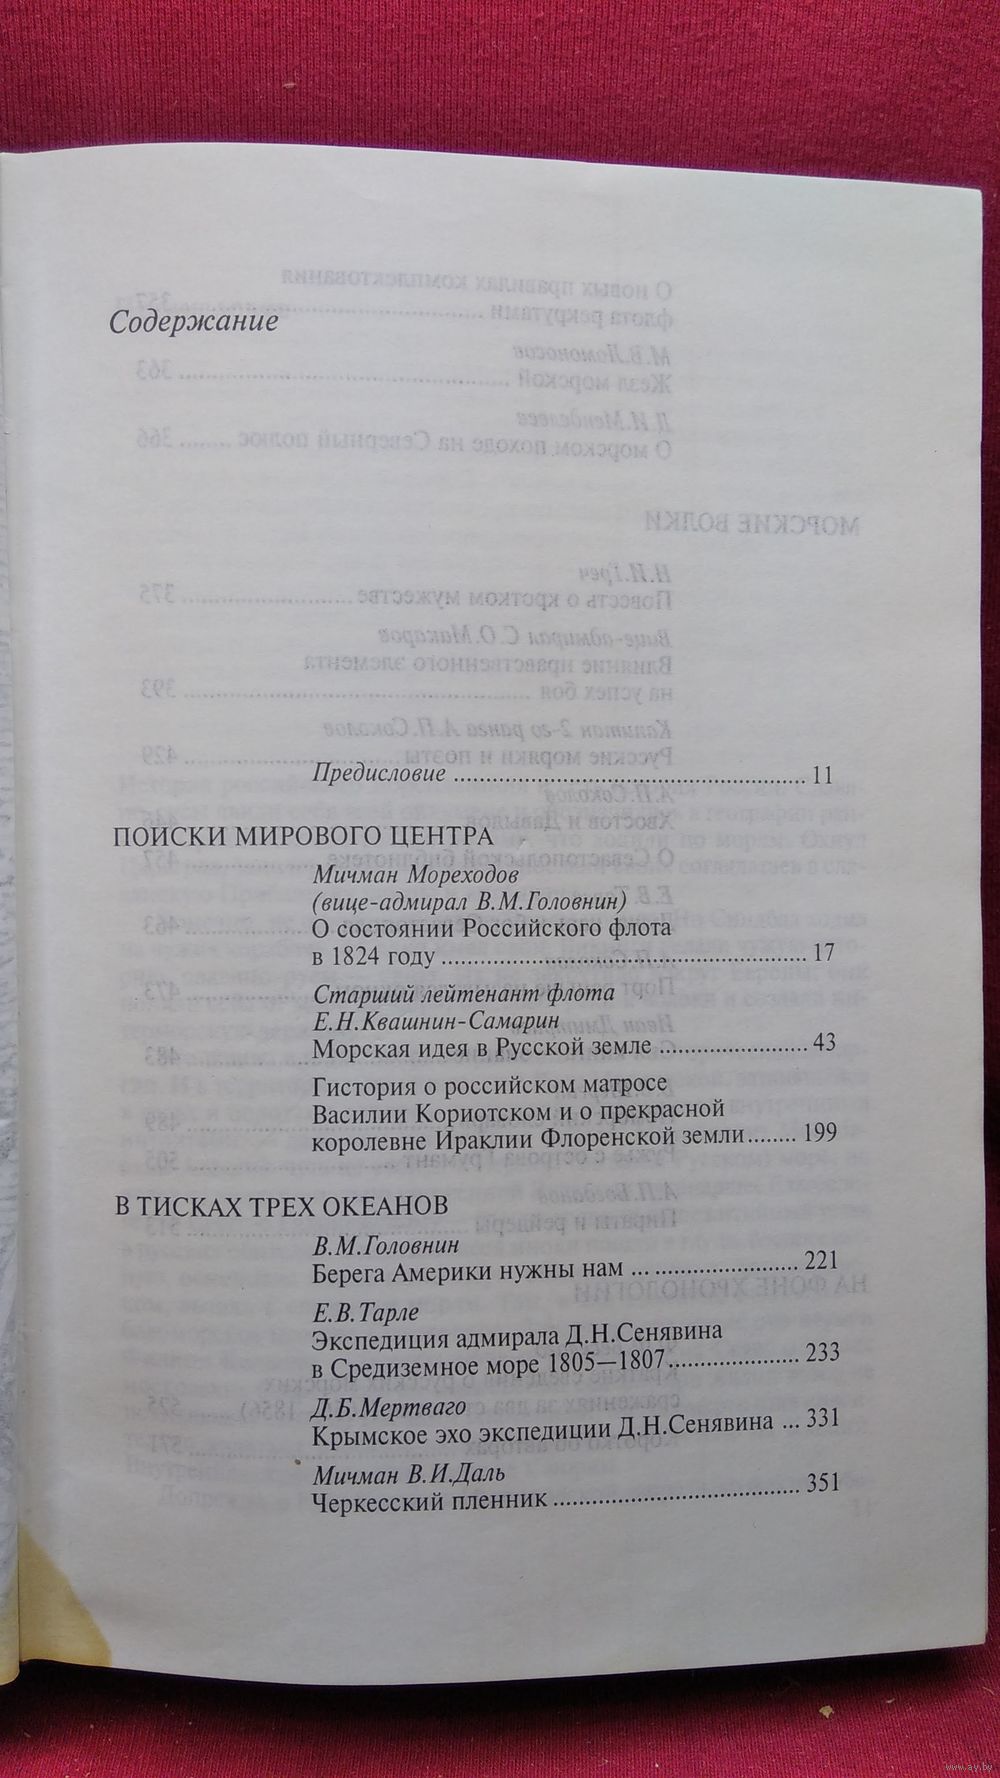 Содержание
Предисловие ........ 11
ПОИСКИ МИРОВОГО ЦЕНТРА
Мичман Мореходов
(вице-адмирал В.М.Головнин)
О состоянии Российского флота
в 1824 году ........ 17
Старший лейтенант флота
Е.Н.Квашнин-Самарин
Морская идея в Русской земле ........ 43
Гистория о российском матросе
Василии Кориотском и о прекрасной
королевне Ираклии Флоренской земли ........ 199
В ТИСКАХ ТРЕХ ОКЕАНОВ
В.М.Головнин
Берега Америки нужны нам ........ 221
Е.В.Тарле
Экспедиция адмирала Д.Н.Сенявина
в Средиземное море 1805—1807 ........ 233
Д.Б.Мертваго
Крымское эхо экспедиции Д.Н.Сенявина ... 331
Мичман В.И.Даль
Черкесский пленник ........ 351
www.ay.by